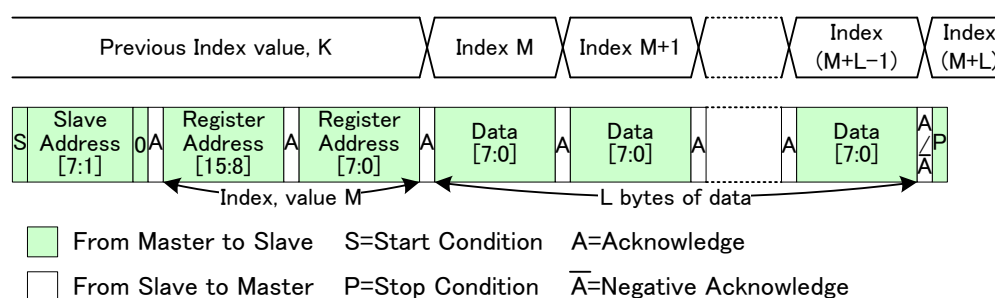 Previous Index value, K Index M Index M+1 Index (M+L-1) Index (M+L)
S Slave Address [7:1] 0 A Register Address [15:8] A Register Address [7:0] A Data [7:0] A Data [7:0] A A Data [7:0] A/A̅ P
Index, value M L bytes of data
From Master to Slave S=Start Condition A=Acknowledge
From Slave to Master P=Stop Condition A̅=Negative Acknowledge